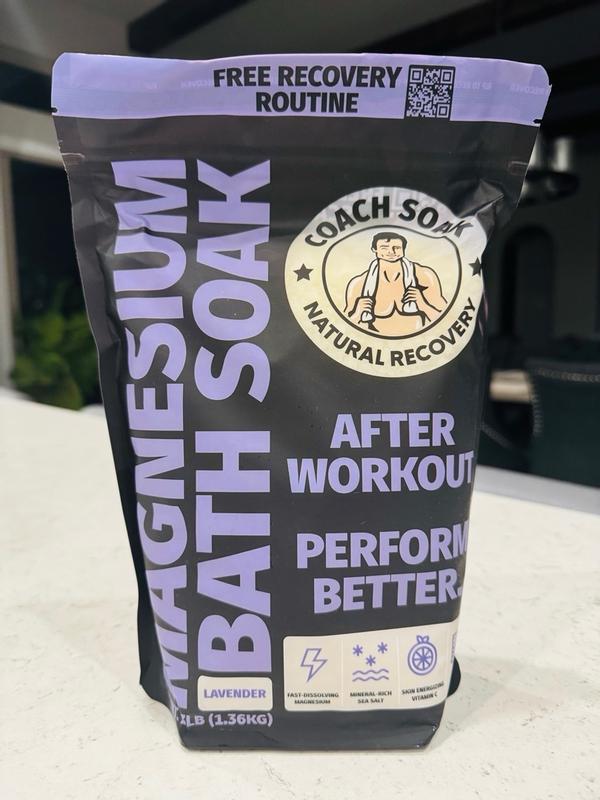 FREE RECOVERY
ROUTINE
MAGNESIUM
BATH SOAK
COACH SOAK
NATURAL RECOVERY
AFTER
WORKOUT
PERFORM
BETTER.
LAVENDER
FAST-DISSOLVING
MAGNESIUM
MINERAL-RICH
SEA SALT
SKIN ENERGIZING
VITAMIN C
LB (1.36KG)